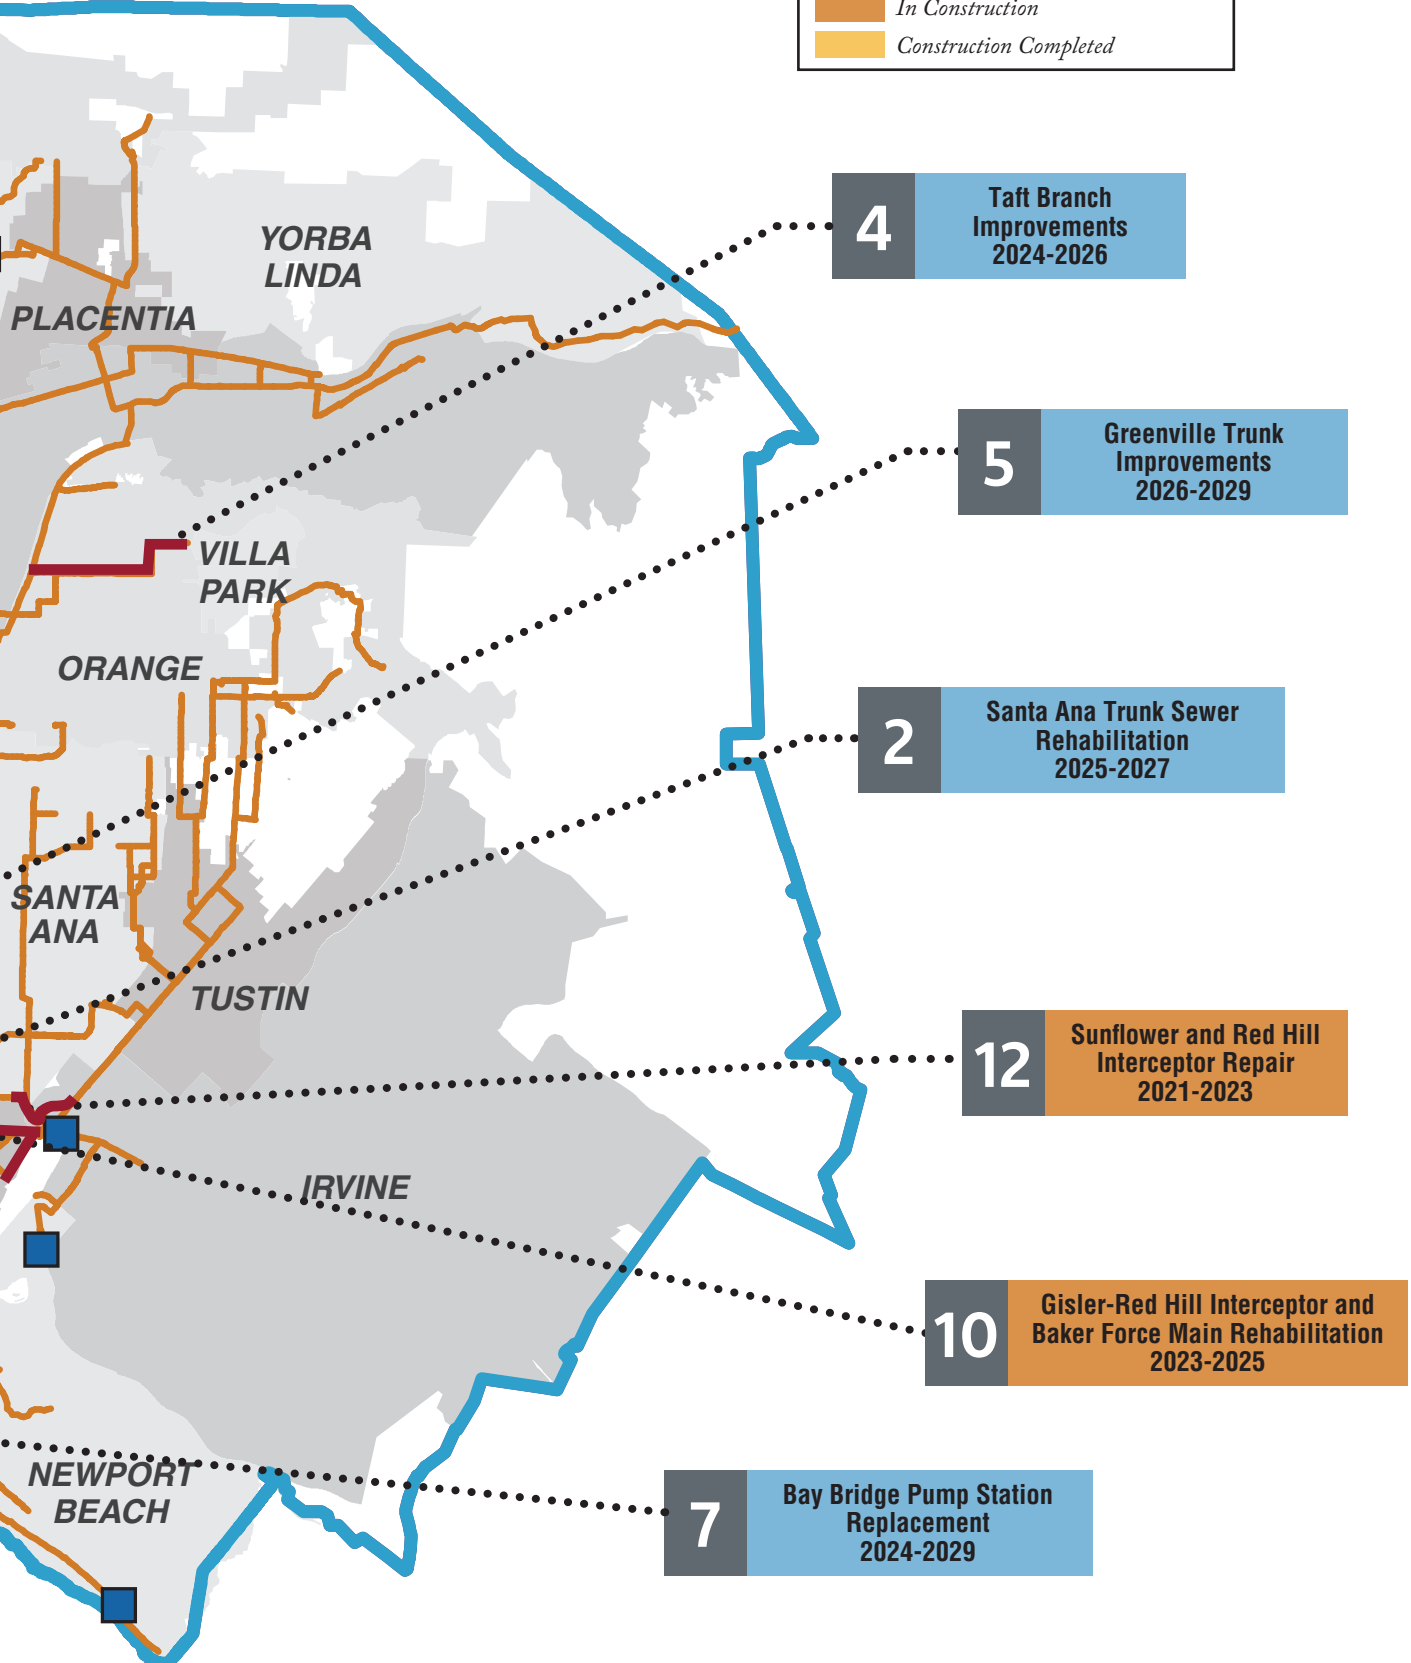 In Construction
Construction Completed
4
Taft Branch
Improvements
2024-2026
YORBA
LINDA
PLACENTIA
5
Greenville Trunk
Improvements
2026-2029
VILLA
PARK
ORANGE
2
Santa Ana Trunk Sewer
Rehabilitation
2025-2027
SANTA
ANA
TUSTIN
12
Sunflower and Red Hill
Interceptor Repair
2021-2023
IRVINE
10
Gisler-Red Hill Interceptor and
Baker Force Main Rehabilitation
2023-2025
NEWPORT
BEACH
7
Bay Bridge Pump Station
Replacement
2024-2029